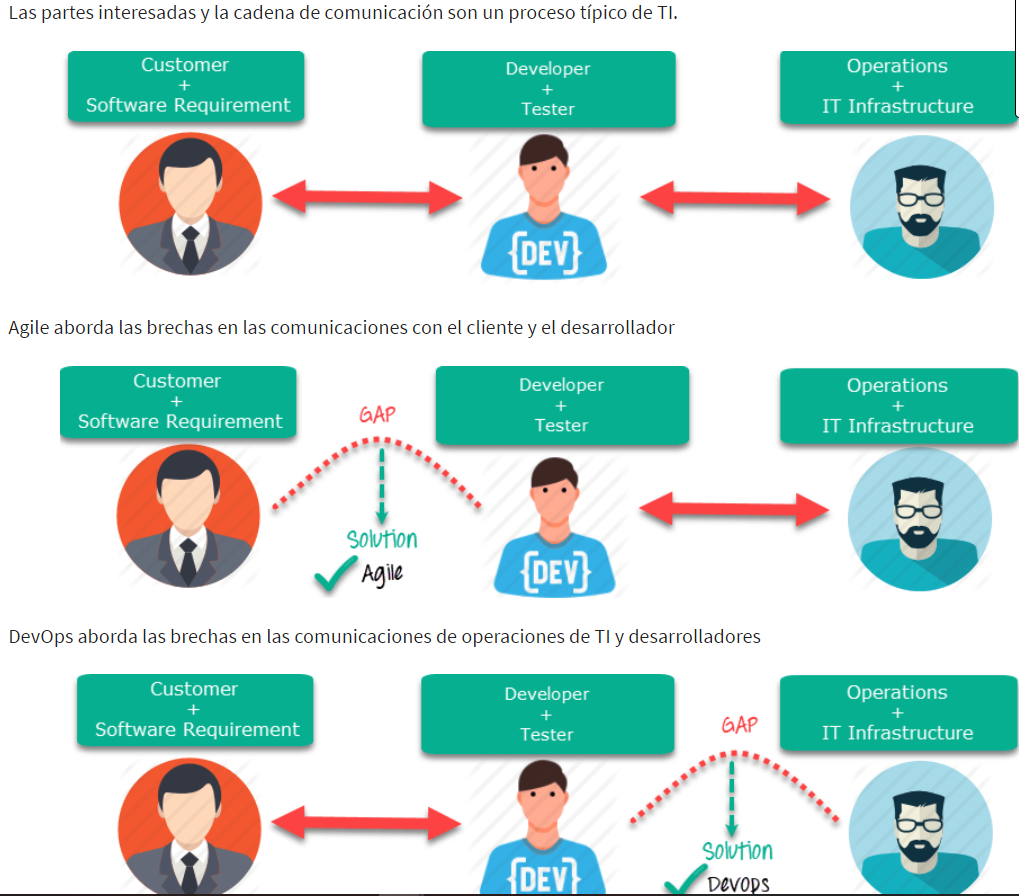 Las partes interesadas y la cadena de comunicación son un proceso típico de TI.
Customer
+
Software Requirement
Developer
+
Tester
Operations
+
IT Infrastructure
{DEV}
Agile aborda las brechas en las comunicaciones con el cliente y el desarrollador
Customer
+
Software Requirement
GAP
Solution
Agile
Developer
+
Tester
{DEV}
Operations
+
IT Infrastructure
DevOps aborda las brechas en las comunicaciones de operaciones de TI y desarrolladores
Customer
+
Software Requirement
Developer
+
Tester
{DEV}
GAP
Solution
Devops
Operations
+
IT Infrastructure